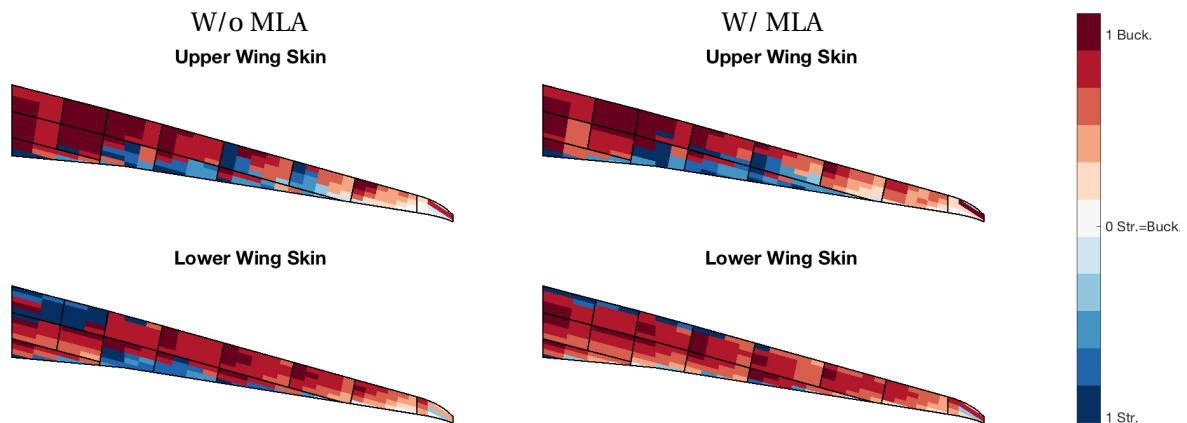 W/o MLA
Upper Wing Skin
W/ MLA
Upper Wing Skin
Lower Wing Skin
Lower Wing Skin
1 Buck.
0 Str.=Buck.
1 Str.